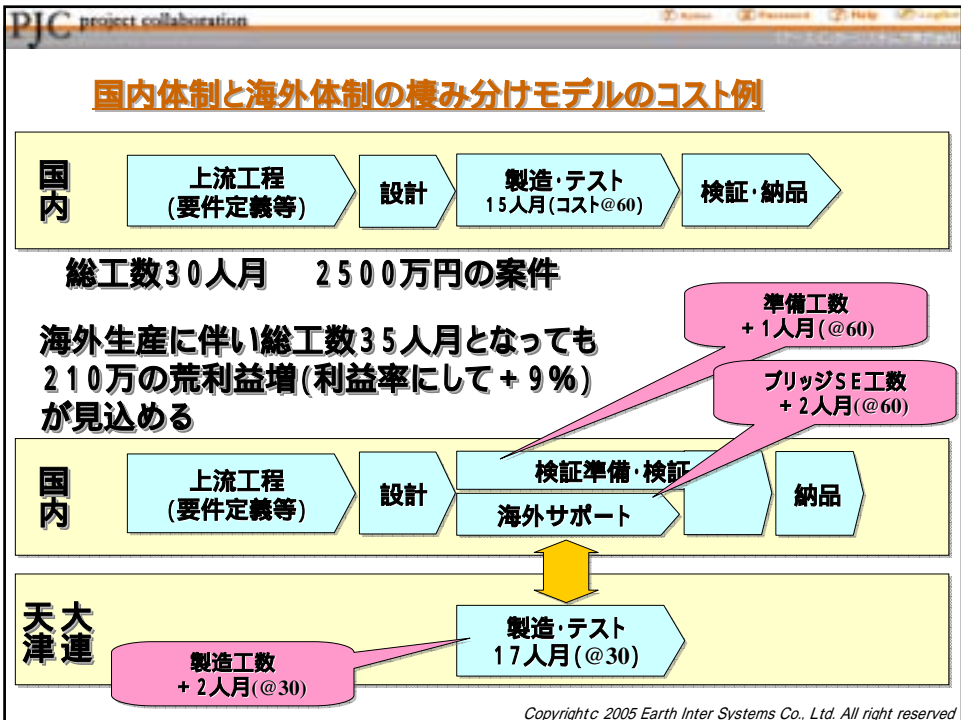 PJC project collaboration
Help
国内体制と海外体制の棲み分けモデルのコスト例
国内
上流工程
(要件定義等)
設計
製造・テスト
15人月(コスト@60)
検証・納品
総工数30人月 2500万円の案件
海外生産に伴い総工数35人月となっても
210万の荒利益増(利益率にして+9%)
が見込める
準備工数
+1人月(@60)
ブリッジSE工数
+2人月(@60)
国内
上流工程
(要件定義等)
設計
検証準備・検証
海外サポート
納品
大連
天津
製造・テスト
17人月(@30)
製造工数
+2人月(@30)
Copyrightc 2005 Earth Inter Systems Co., Ltd. All right reserved